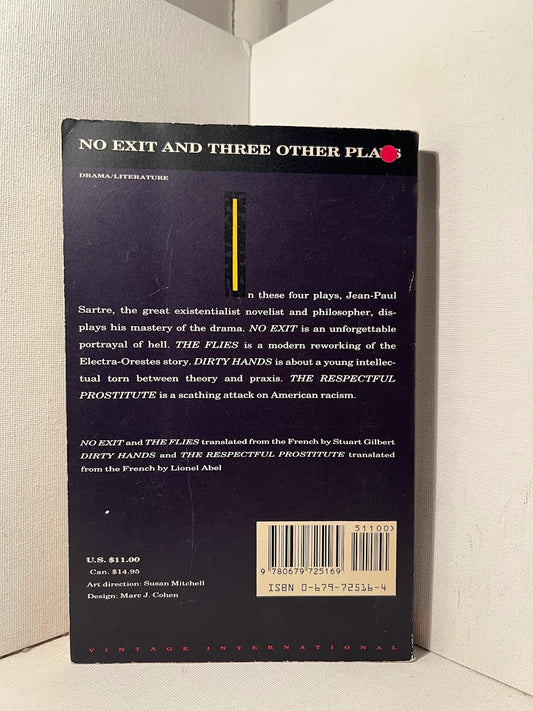 NO EXIT AND THREE OTHER PLAYS
DRAMA/LITERATURE
In these four plays, Jean-Paul
Sartre, the great existentialist novelist and philosopher, dis-
plays his mastery of the drama. NO EXIT is an unforgettable
portrayal of hell. THE FLIES is a modern reworking of the
Electra-Orestes story. DIRTY HANDS is about a young intellec-
tual torn between theory and praxis. THE RESPECTFUL
PROSTITUTE is a scathing attack on American racism.
NO EXIT and THE FLIES translated from the French by Stuart Gilbert
DIRTY HANDS and THE RESPECTFUL PROSTITUTE translated
from the French by Lionel Abel
51100>
9 780679 725169
ISBN 0-679-72516-4
U.S. $11.00
Can. $14.95
Art direction: Susan Mitchell
Design: Marc J. Cohen
VINTAGE INTERNATIONAL